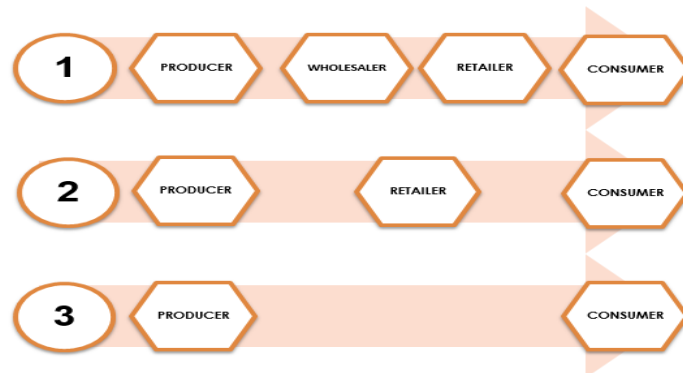 1 PRODUCER WHOLESALER RETAILER CONSUMER
2 PRODUCER RETAILER CONSUMER
3 PRODUCER CONSUMER